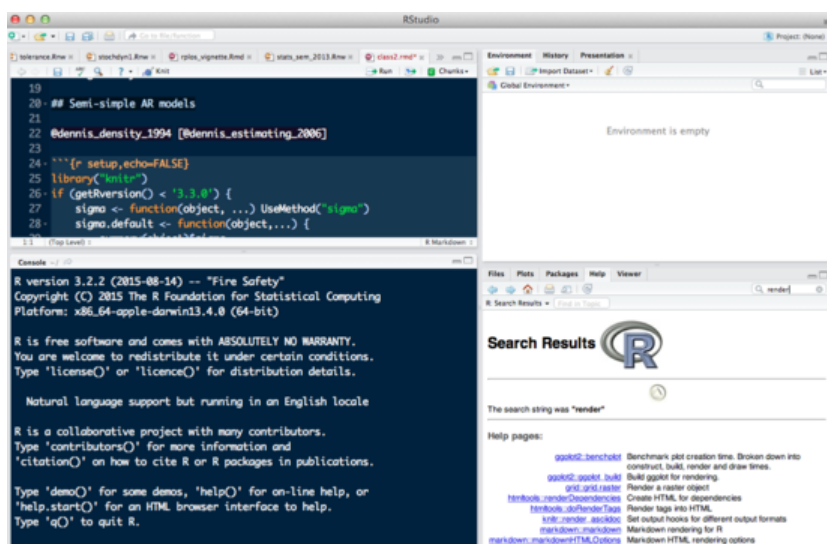 RStudio
Go to file/function
Project: (None)
tolerance.Rnw
stochdyn1.Rnw
rplos_vignette.Rmd
stats_sem_2013.Rnw
class2.rmd*
Knit
Run
Chunks
19
20 ## Semi-simple AR models
21
22 @dennis_density_1994 [@dennis_estimating_2006]
23
24 ```{r setup,echo=FALSE}
25 library("knitr")
26 if (getRversion() < '3.3.0') {
27 sigma <- function(object, ...) UseMethod("sigma")
28 sigma.default <- function(object,...) {
1:1 (Top Level) R Markdown
Console ~/
R version 3.2.2 (2015-08-14) -- "Fire Safety"
Copyright (C) 2015 The R Foundation for Statistical Computing
Platform: x86_64-apple-darwin13.4.0 (64-bit)
R is free software and comes with ABSOLUTELY NO WARRANTY.
You are welcome to redistribute it under certain conditions.
Type 'license()' or 'licence()' for distribution details.
Natural language support but running in an English locale
R is a collaborative project with many contributors.
Type 'contributors()' for more information and
'citation()' on how to cite R or R packages in publications.
Type 'demo()' for some demos, 'help()' for on-line help, or
'help.start()' for an HTML browser interface to help.
Type 'q()' to quit R.
Environment History Presentation
Import Dataset
List
Global Environment
Environment is empty
Files Plots Packages Help Viewer
render
R: Search Results Find in Topic
Search Results R
The search string was "render"
Help pages:
ggplot2::benchplot Benchmark plot creation time. Broken down into
construct, build, render and draw times.
ggplot2::ggplot_build Build ggplot for rendering.
grid::grid.raster Render a raster object
htmltools::renderDependencies Create HTML for dependencies
htmltools::doRenderTags Render tags into HTML
knitr::render_asciidoc Set output hooks for different output formats
markdown::markdown Markdown rendering for R
markdown::markdownHTMLOptions Markdown HTML rendering options